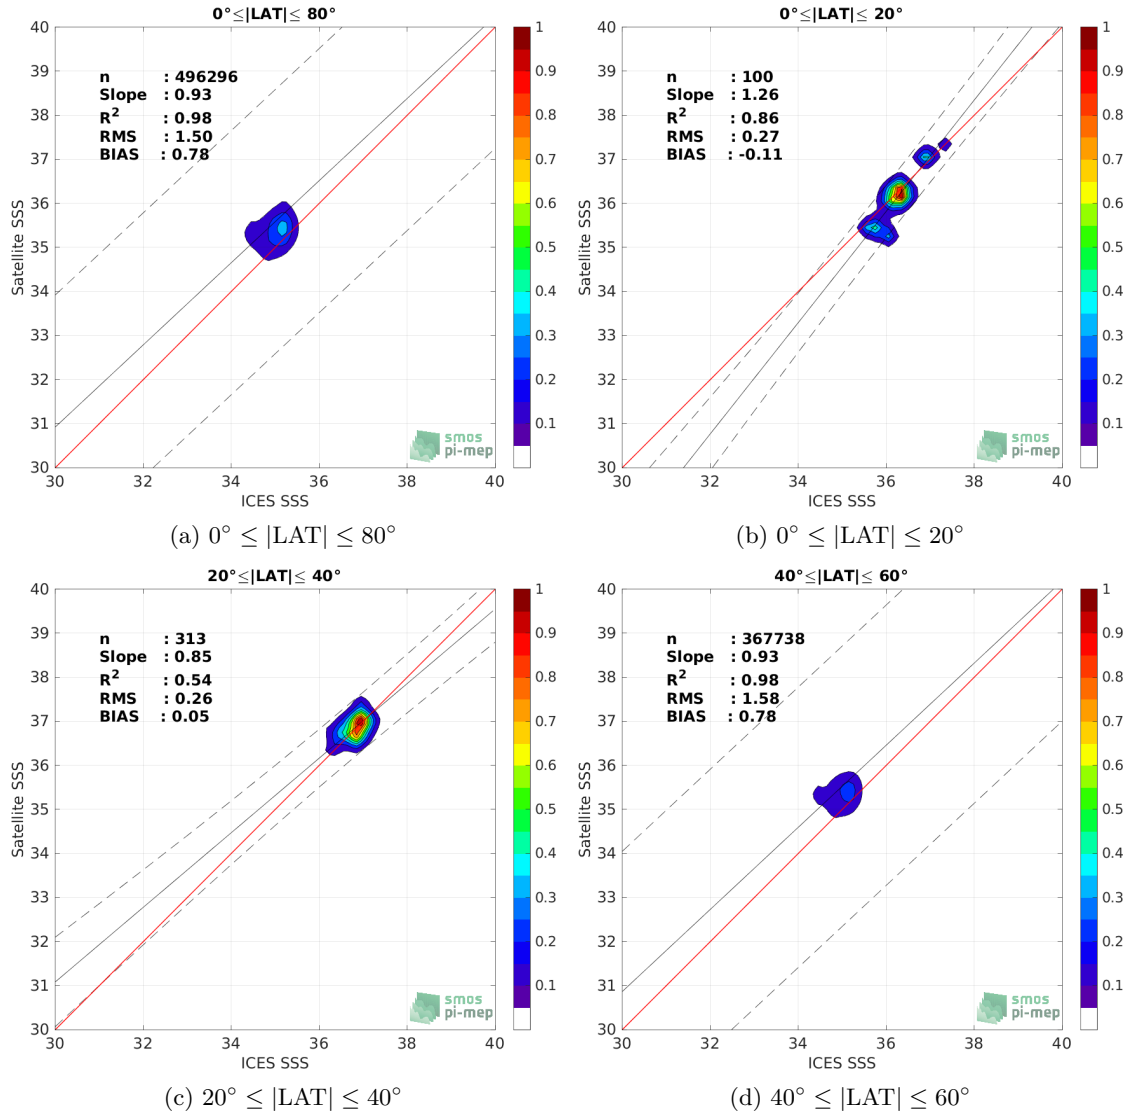 0°≤|LAT|≤ 80°
n : 496296
Slope : 0.93
R² : 0.98
RMS : 1.50
BIAS : 0.78
40
39
38
37
36
35
34
33
32
31
30
Satellite SSS
30 32 34 36 38 40
ICES SSS
1
0.9
0.8
0.7
0.6
0.5
0.4
0.3
0.2
0.1
smos
pi-mep
(a) 0° ≤ |LAT| ≤ 80°
0°≤|LAT|≤ 20°
n : 100
Slope : 1.26
R² : 0.86
RMS : 0.27
BIAS : -0.11
40
39
38
37
36
35
34
33
32
31
30
Satellite SSS
30 32 34 36 38 40
ICES SSS
1
0.9
0.8
0.7
0.6
0.5
0.4
0.3
0.2
0.1
smos
pi-mep
(b) 0° ≤ |LAT| ≤ 20°
20°≤|LAT|≤ 40°
n : 313
Slope : 0.85
R² : 0.54
RMS : 0.26
BIAS : 0.05
40
39
38
37
36
35
34
33
32
31
30
Satellite SSS
30 32 34 36 38 40
ICES SSS
1
0.9
0.8
0.7
0.6
0.5
0.4
0.3
0.2
0.1
smos
pi-mep
(c) 20° ≤ |LAT| ≤ 40°
40°≤|LAT|≤ 60°
n : 367738
Slope : 0.93
R² : 0.98
RMS : 1.58
BIAS : 0.78
40
39
38
37
36
35
34
33
32
31
30
Satellite SSS
30 32 34 36 38 40
ICES SSS
1
0.9
0.8
0.7
0.6
0.5
0.4
0.3
0.2
0.1
smos
pi-mep
(d) 40° ≤ |LAT| ≤ 60°